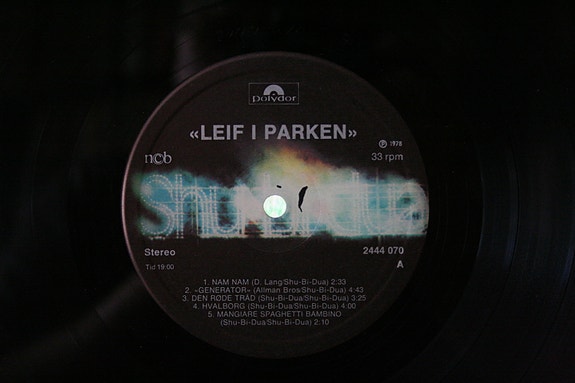 polydor
«LEIF I PARKEN»
℗ 1978
ncb
33 rpm
Shu-bi-dua
Stereo
2444 070
Tid 19:00
A
1. NAM NAM (D. Lang/Shu-Bi-Dua) 2:33
2. «GENERATOR» (Allman Bros/Shu-Bi-Dua) 4:43
3. DEN RØDE TRÅD (Shu-Bi-Dua/Shu-Bi-Dua) 3:25
4. HVALBORG (Shu-Bi-Dua/Shu-Bi-Dua) 4:00
5. MANGIARE SPAGHETTI BAMBINO
(Shu-Bi-Dua/Shu-Bi-Dua) 2:10